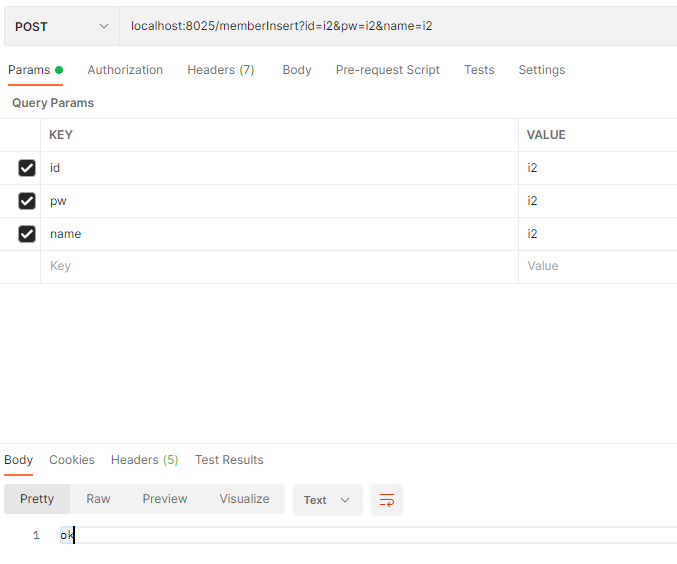 POST localhost:8025/memberInsert?id=i2&pw=i2&name=i2
Params Authorization Headers (7) Body Pre-request Script Tests Settings
Query Params
KEY VALUE
id i2
pw i2
name i2
Key Value
Body Cookies Headers (5) Test Results
Pretty Raw Preview Visualize Text
1 ok